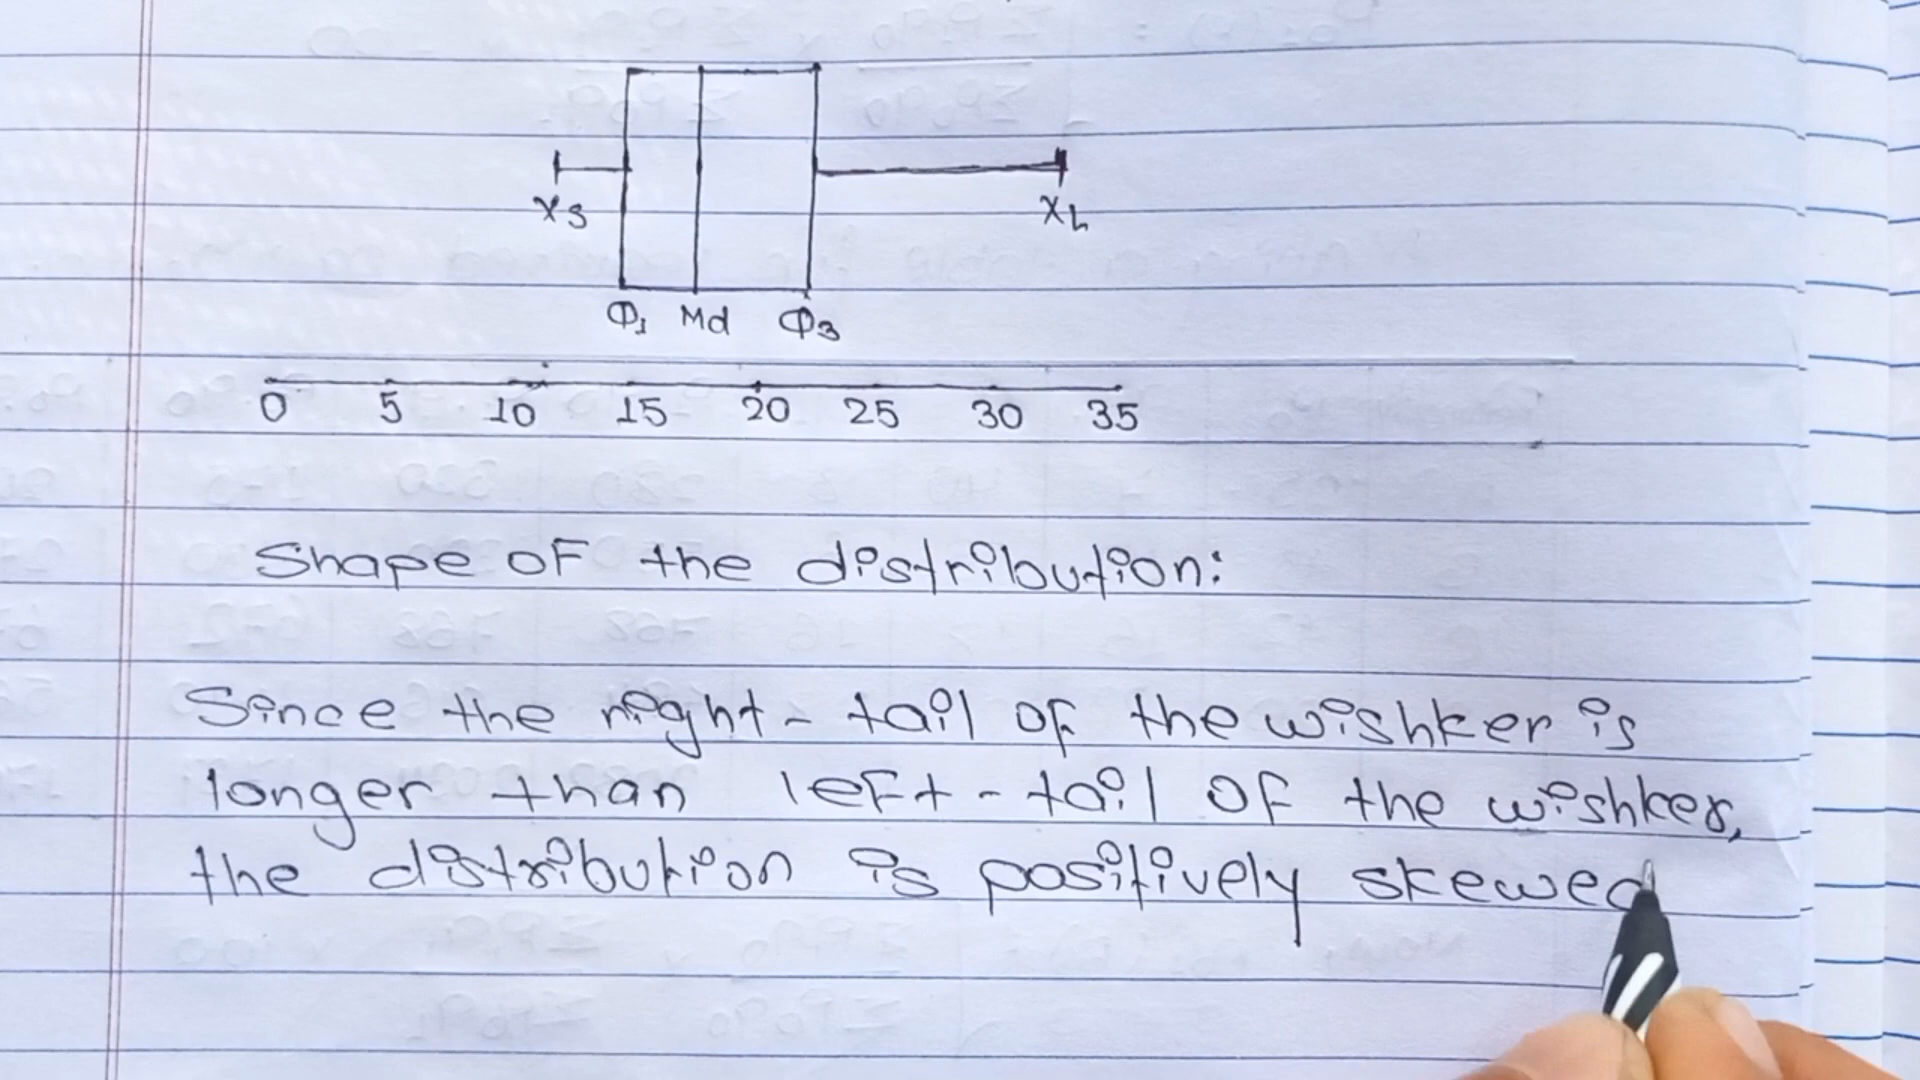 Xs XL
Q1 Md Q3
0 5 10 15 20 25 30 35
Shape OF the distribution:
Since the right-tail of the wishker is
longer than left-tail OF the wishker,
the distribution is positively skewed